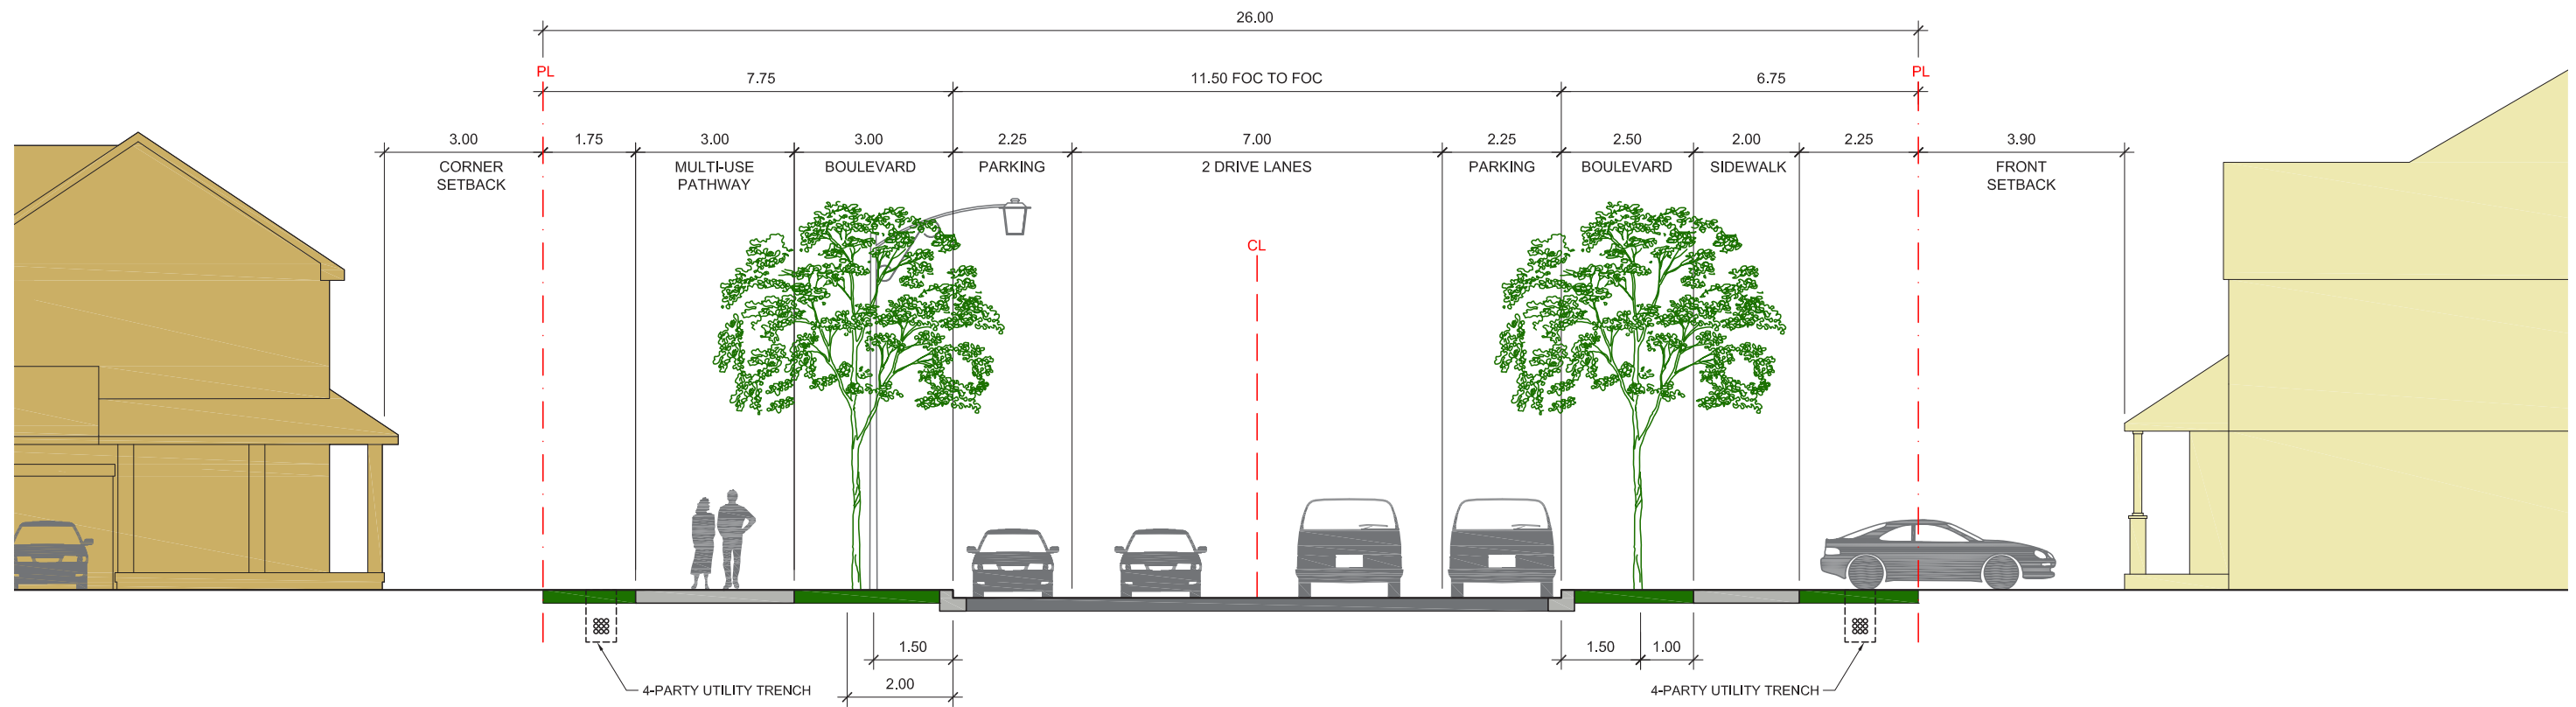 26.00
PL
7.75
11.50 FOC TO FOC
6.75
PL
3.00
1.75
3.00
3.00
2.25
7.00
2.25
2.50
2.00
2.25
3.90
CORNER
SETBACK
MULTI-USE
PATHWAY
BOULEVARD
PARKING
2 DRIVE LANES
PARKING
BOULEVARD
SIDEWALK
FRONT
SETBACK
CL
1.50
2.00
1.50
1.00
4-PARTY UTILITY TRENCH
4-PARTY UTILITY TRENCH